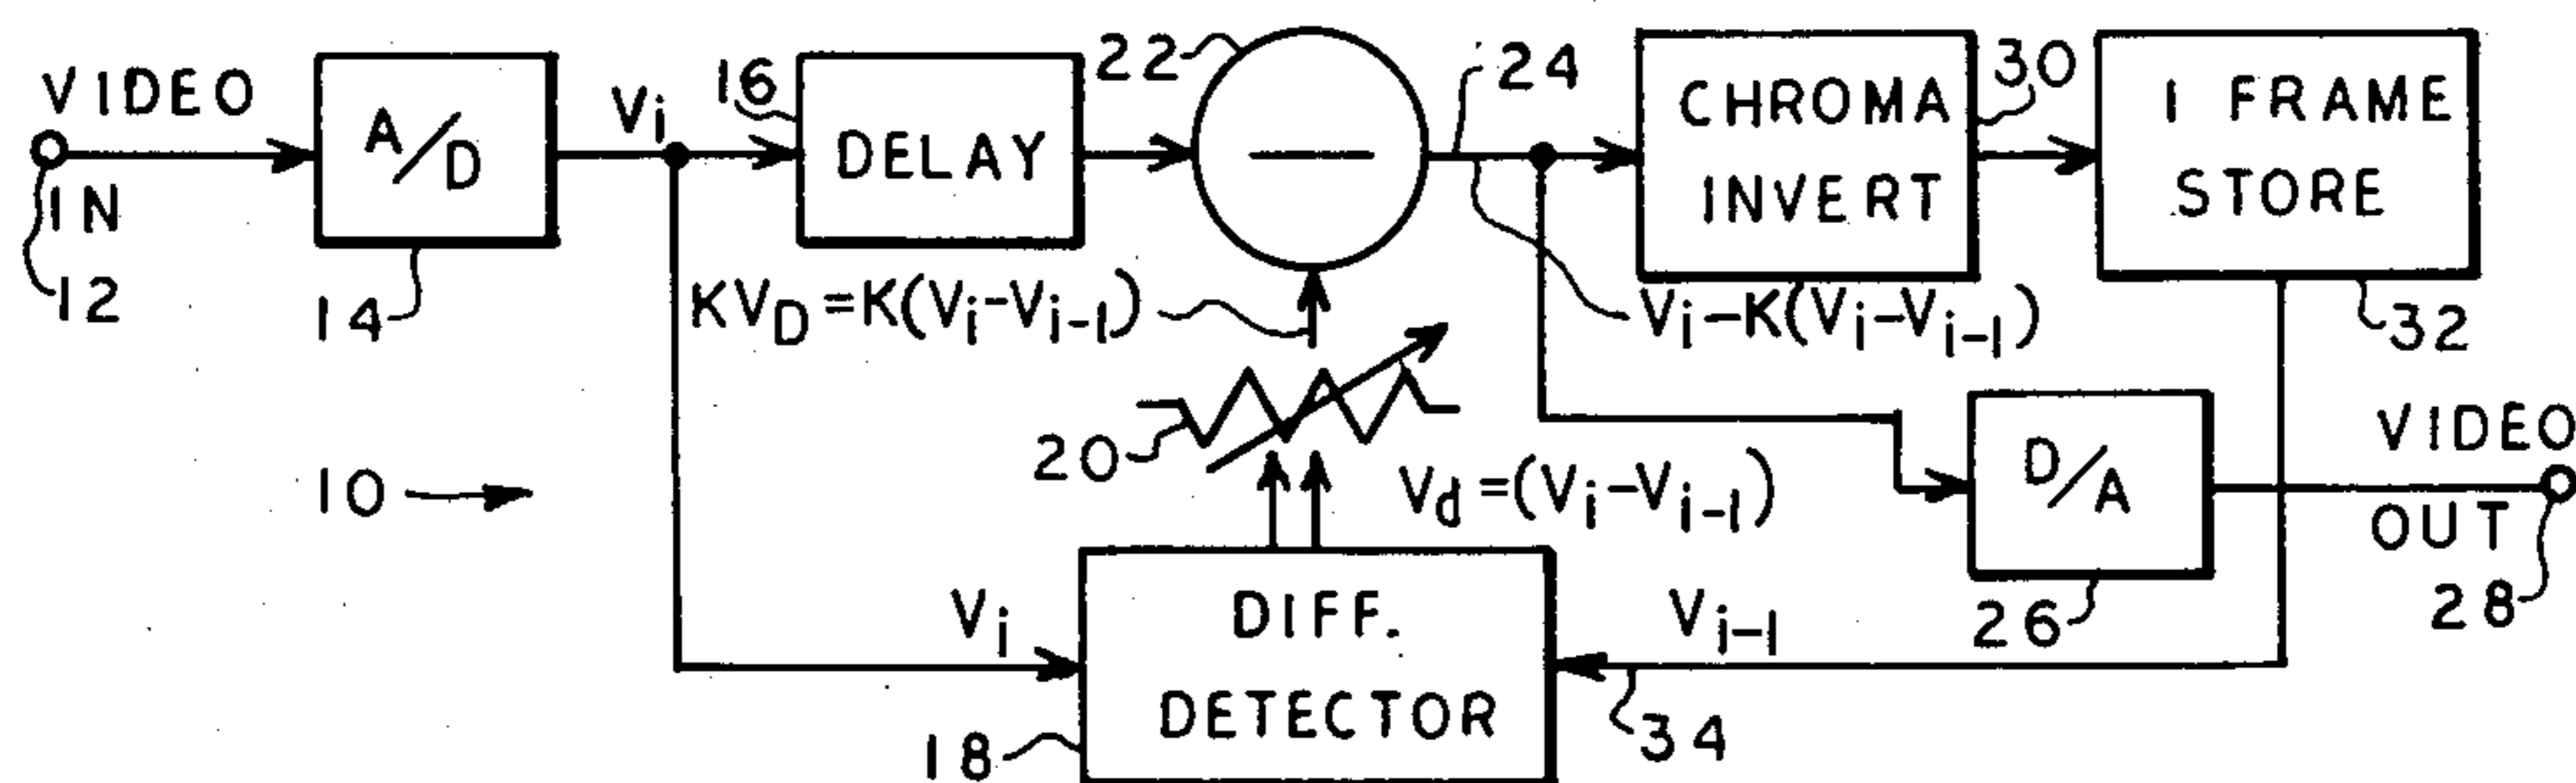 VIDEO
IN
12
A/D
14
Vi
16
DELAY
22
24
CHROMA
INVERT
30
1 FRAME
STORE
32
KVD=K(Vi-Vi-1)
Vi-K(Vi-Vi-1)
20
10
Vd=(Vi-Vi-1)
D/A
26
VIDEO
OUT
28
Vi
DIFF.
DETECTOR
18
Vi-1
34